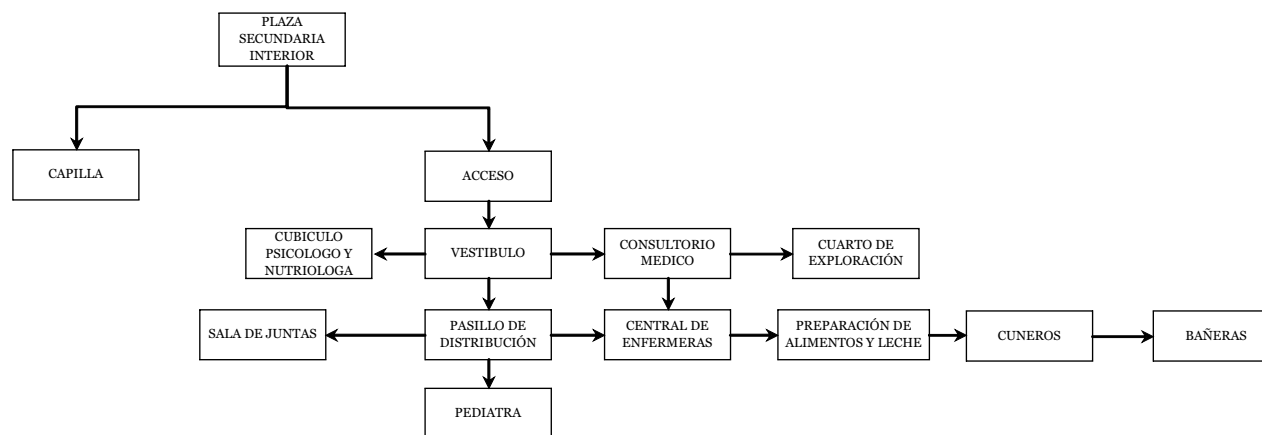 PLAZA
SECUNDARIA
INTERIOR
CAPILLA
ACCESO
CUBICULO
PSICOLOGO Y
NUTRIOLOGA
VESTIBULO
CONSULTORIO
MEDICO
CUARTO DE
EXPLORACIÓN
SALA DE JUNTAS
PASILLO DE
DISTRIBUCIÓN
CENTRAL DE
ENFERMERAS
PREPARACIÓN DE
ALIMENTOS Y LECHE
CUNEROS
BAÑERAS
PEDIATRA